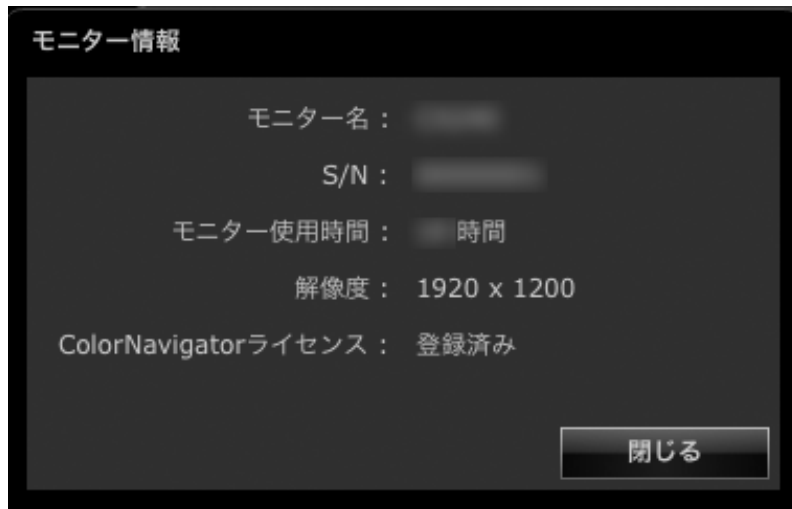 モニター情報
モニター名：
S/N：
モニター使用時間： 時間
解像度： 1920 x 1200
ColorNavigatorライセンス： 登録済み
閉じる